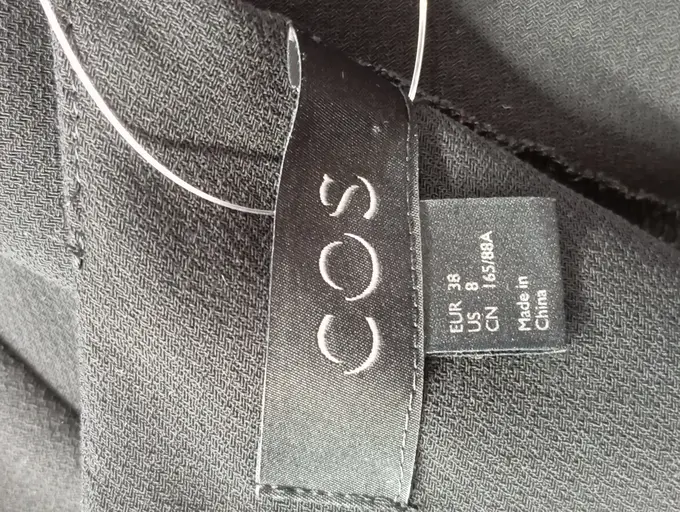 COS
EUR 38
US 8
CN 165/88A
Made in
China